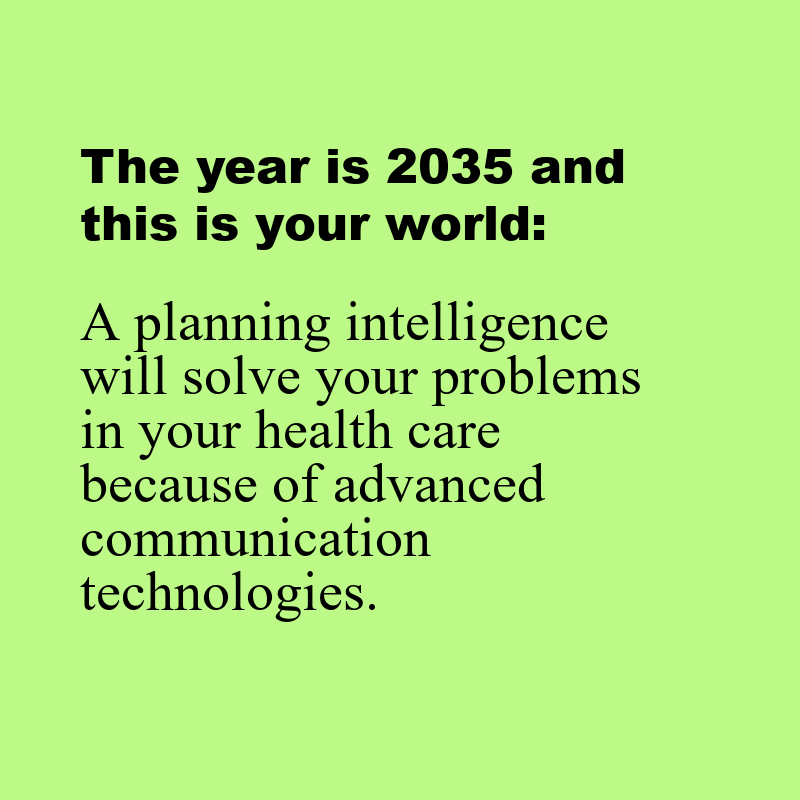 The year is 2035 and
this is your world:
A planning intelligence
will solve your problems
in your health care
because of advanced
communication
technologies.